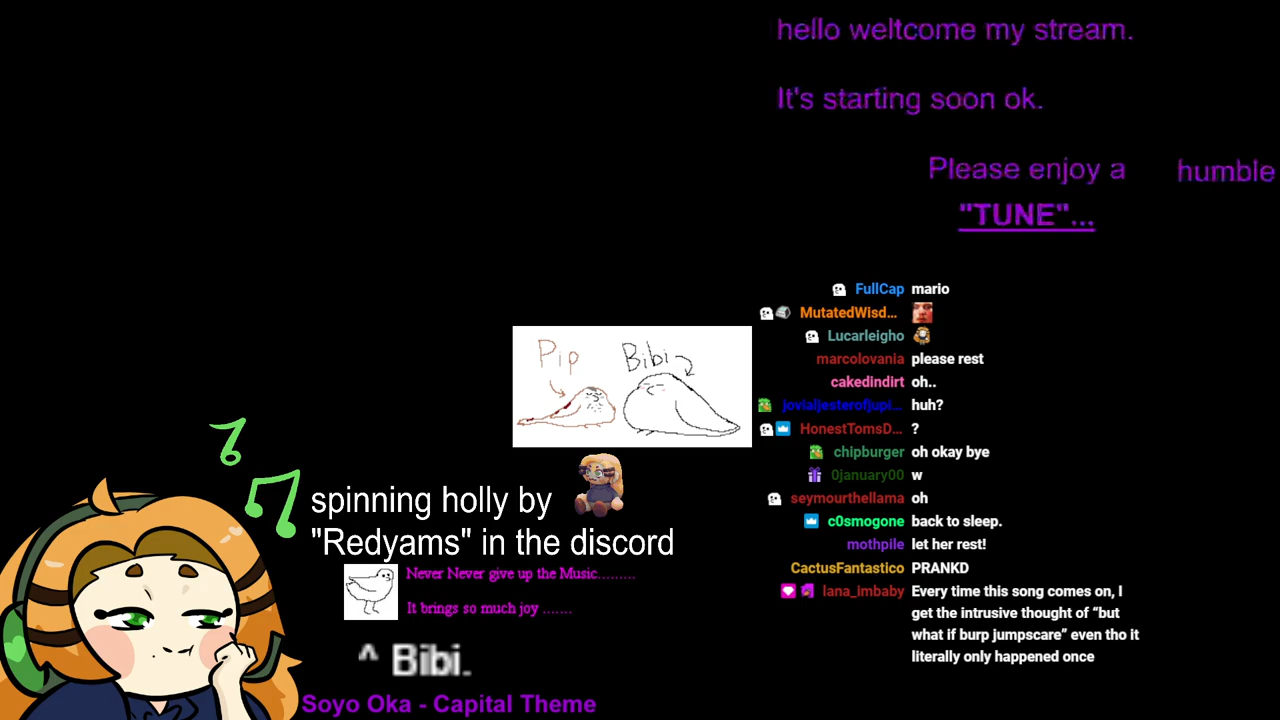 hello weltcome my stream.
It's starting soon ok.
Please enjoy a humble
"TUNE"...
FullCap mario
MutatedWisd...
Lucarleigho
marcolovania please rest
cakedindirt oh..
jovialjesterofjupi... huh?
HonestTomsD... ?
chipburger oh okay bye
0january00 w
seymourthellama oh
c0smogone back to sleep.
mothpile let her rest!
CactusFantastico PRANKD
lana_imbaby Every time this song comes on, I
get the intrusive thought of “but
what if burp jumpscare” even tho it
literally only happened once
Pip Bibi
spinning holly by
"Redyams" in the discord
Never Never give up the Music.........
It brings so much joy .......
^ Bibi.
Soyo Oka - Capital Theme